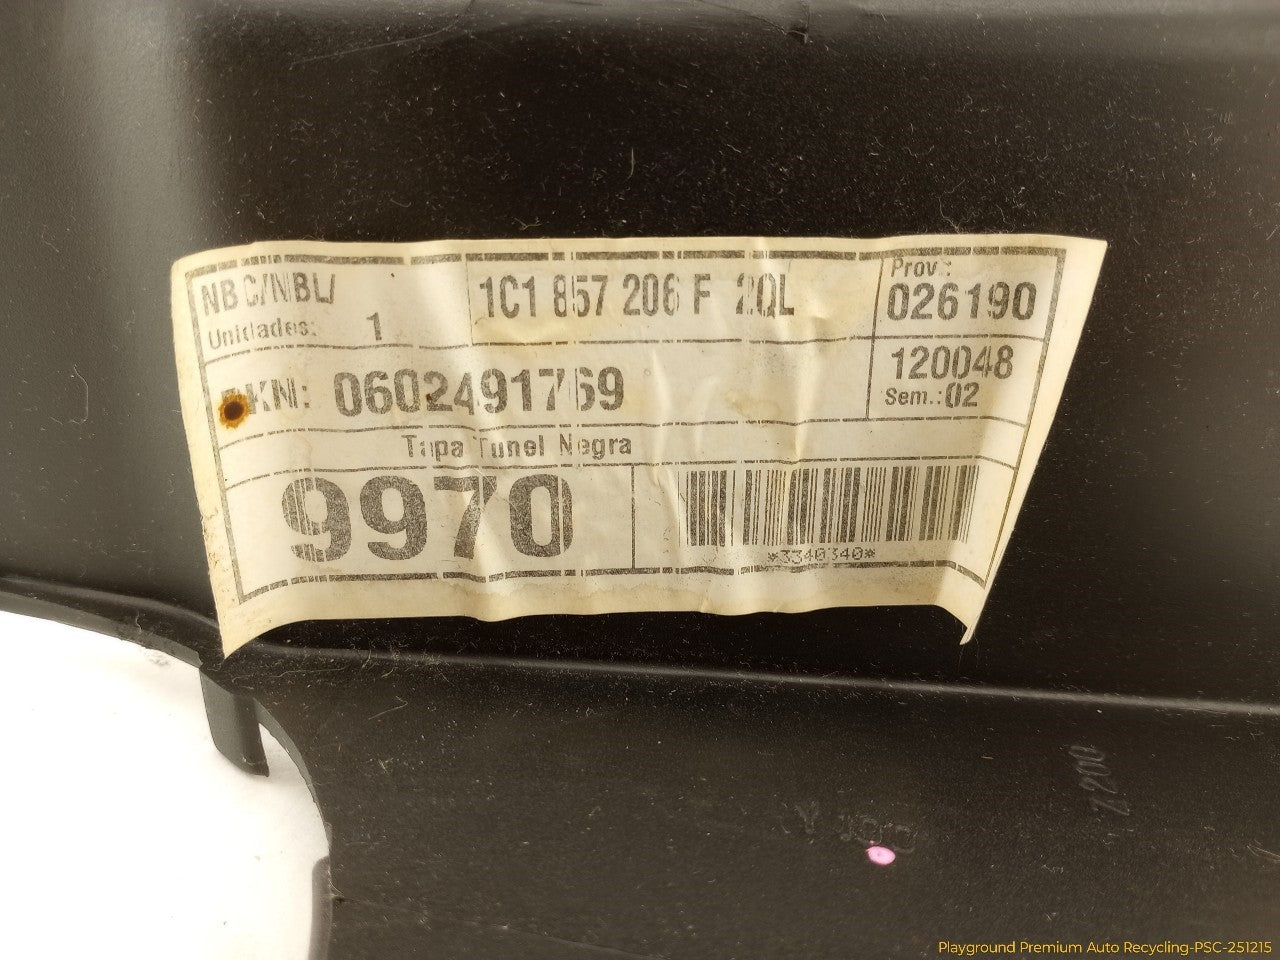 NBC/NBL/
Unidades: 1
1C1 857 206 F 2QL
Prov.:
026190
PKN: 0602491769
120048
Sem.:02
Tapa Tunel Negra
9970
*3340340*
Playground Premium Auto Recycling-PSC-251215